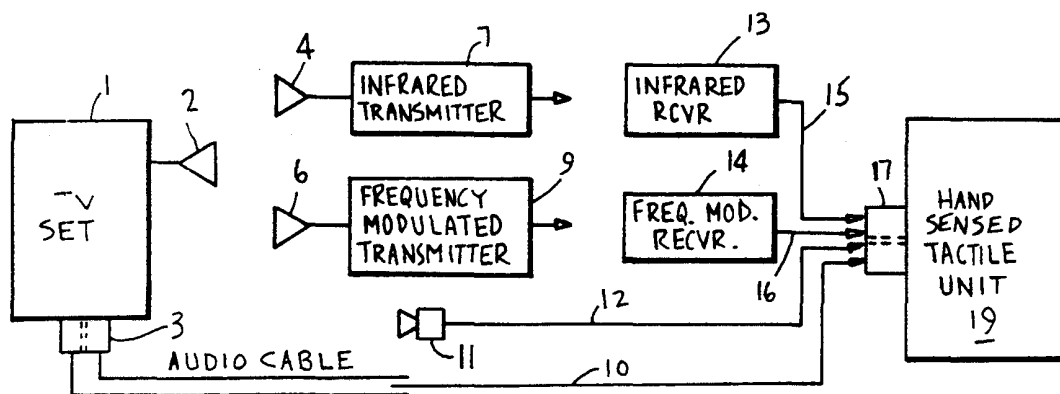 1
2
TV
SET
3
4
7
INFRARED
TRANSMITTER
6
9
FREQUENCY
MODULATED
TRANSMITTER
13
INFRARED
RCVR
15
14
FREQ. MOD.
RECVR.
16
17
HAND
SENSED
TACTILE
UNIT
19
12
11
AUDIO CABLE
10